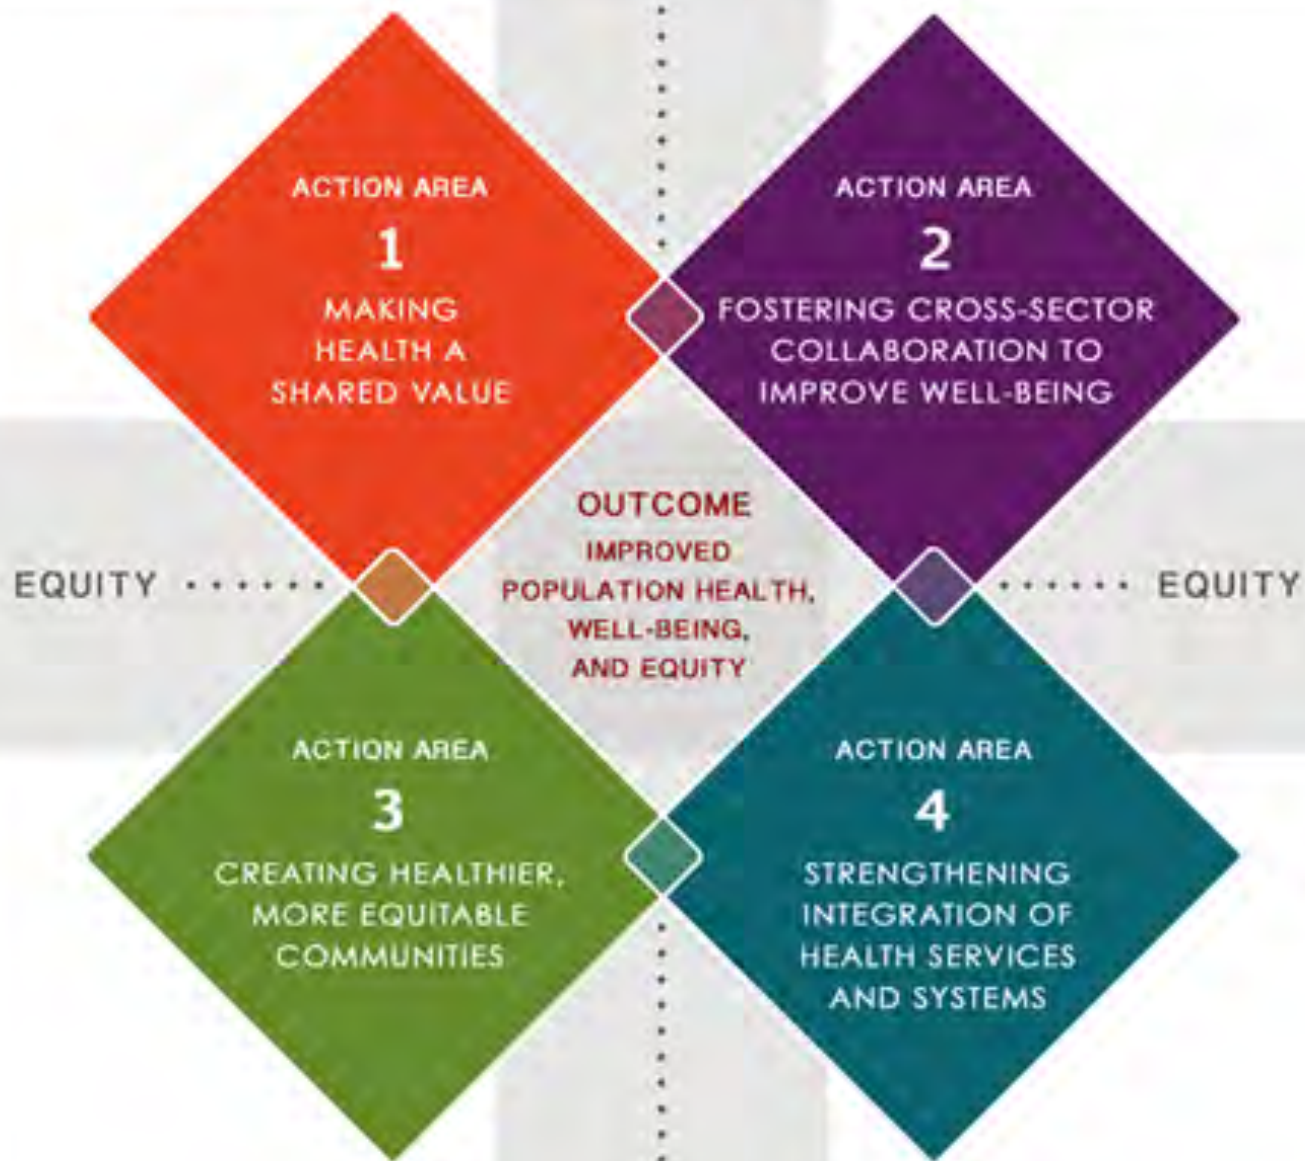 ACTION AREA
1
MAKING
HEALTH A
SHARED VALUE
ACTION AREA
2
FOSTERING CROSS-SECTOR
COLLABORATION TO
IMPROVE WELL-BEING
OUTCOME
IMPROVED
POPULATION HEALTH,
WELL-BEING,
AND EQUITY
EQUITY
EQUITY
ACTION AREA
3
CREATING HEALTHIER,
MORE EQUITABLE
COMMUNITIES
ACTION AREA
4
STRENGTHENING
INTEGRATION OF
HEALTH SERVICES
AND SYSTEMS